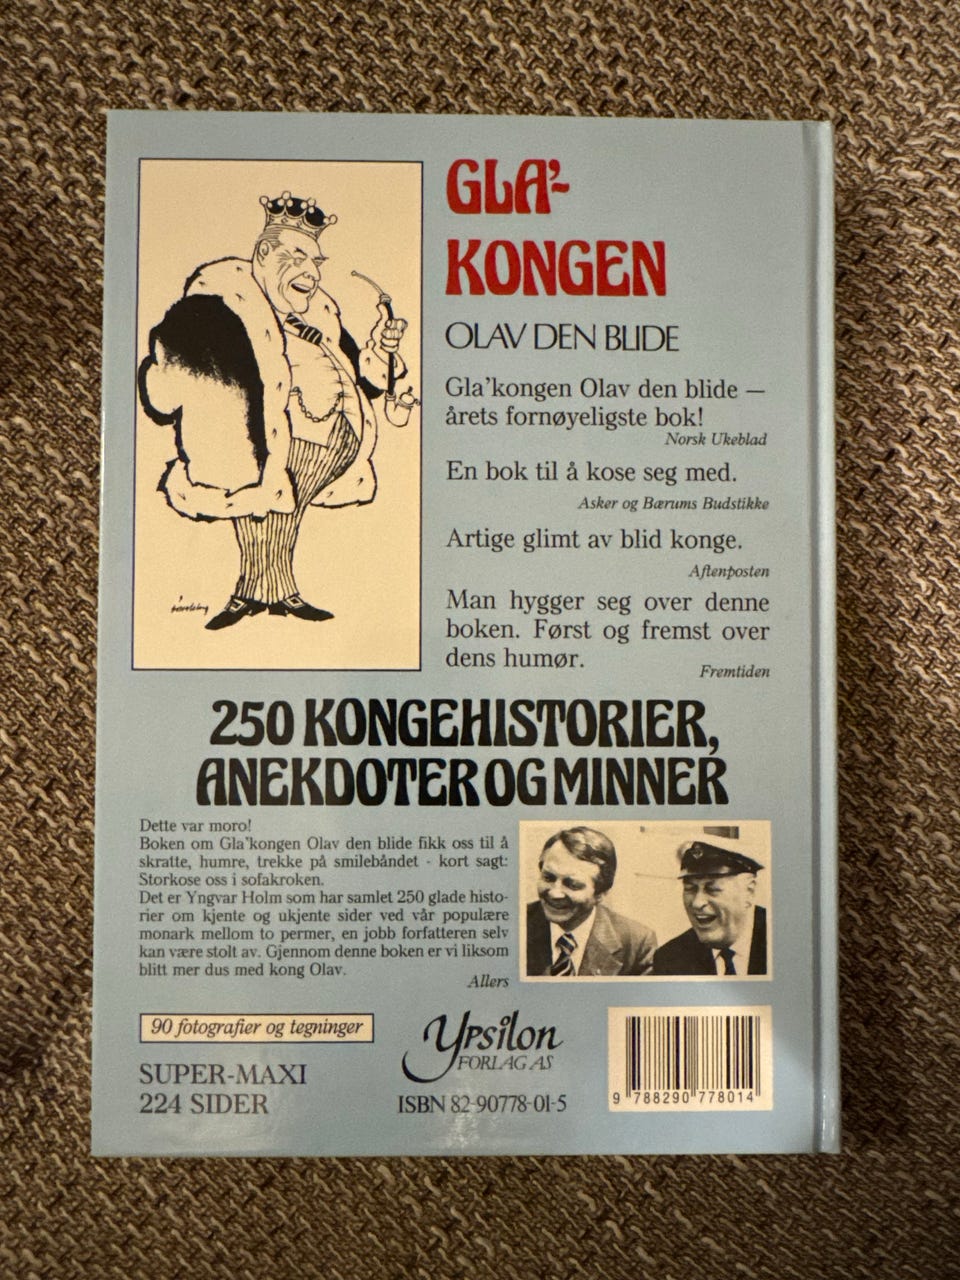 GLA'-
KONGEN
OLAV DEN BLIDE
Gla'kongen Olav den blide —
årets fornøyeligste bok!
Norsk Ukeblad
En bok til å kose seg med.
Asker og Bærums Budstikke
Artige glimt av blid konge.
Aftenposten
Man hygger seg over denne
boken. Først og fremst over
dens humør.
Fremtiden
250 KONGEHISTORIER,
ANEKDOTER OG MINNER
Dette var moro!
Boken om Gla'kongen Olav den blide fikk oss til å
skratte, humre, trekke på smilebåndet - kort sagt:
Storkose oss i sofakroken.
Det er Yngvar Holm som har samlet 250 glade histo-
rier om kjente og ukjente sider ved vår populære
monark mellom to permer, en jobb forfatteren selv
kan være stolt av. Gjennom denne boken er vi liksom
blitt mer dus med kong Olav.
Allers
90 fotografier og tegninger
SUPER-MAXI
224 SIDER
Ypsilon
FORLAG AS
ISBN 82-90778-01-5
9 788290 778014